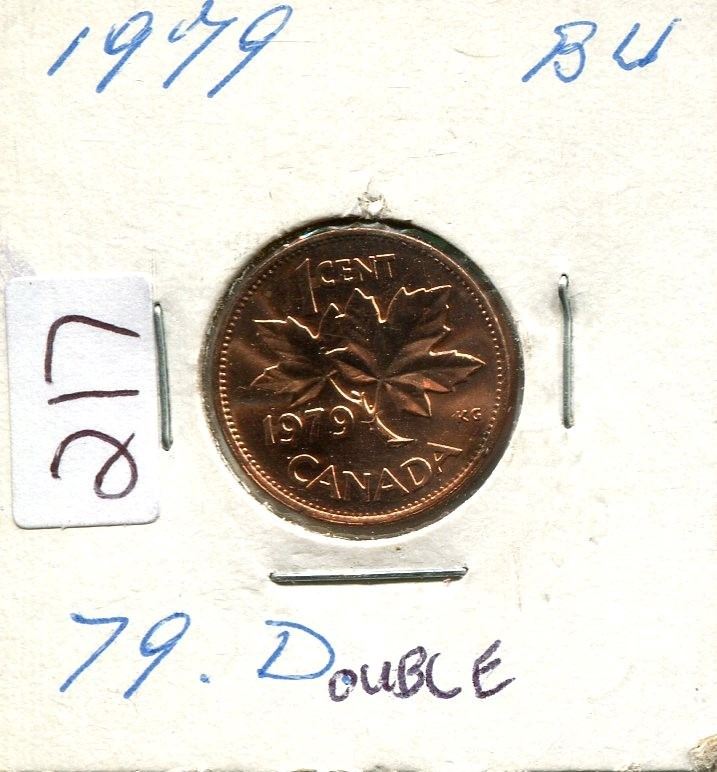 1979 BU
217
1 CENT
1979 KG
CANADA
79. DOUBLE